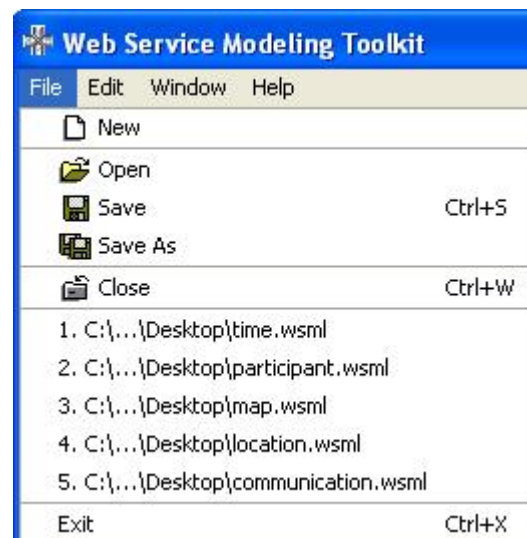 Web Service Modeling Toolkit
File Edit Window Help
New
Open
Save Ctrl+S
Save As
Close Ctrl+W
1. C:\...\Desktop\time.wsml
2. C:\...\Desktop\participant.wsml
3. C:\...\Desktop\map.wsml
4. C:\...\Desktop\location.wsml
5. C:\...\Desktop\communication.wsml
Exit Ctrl+X